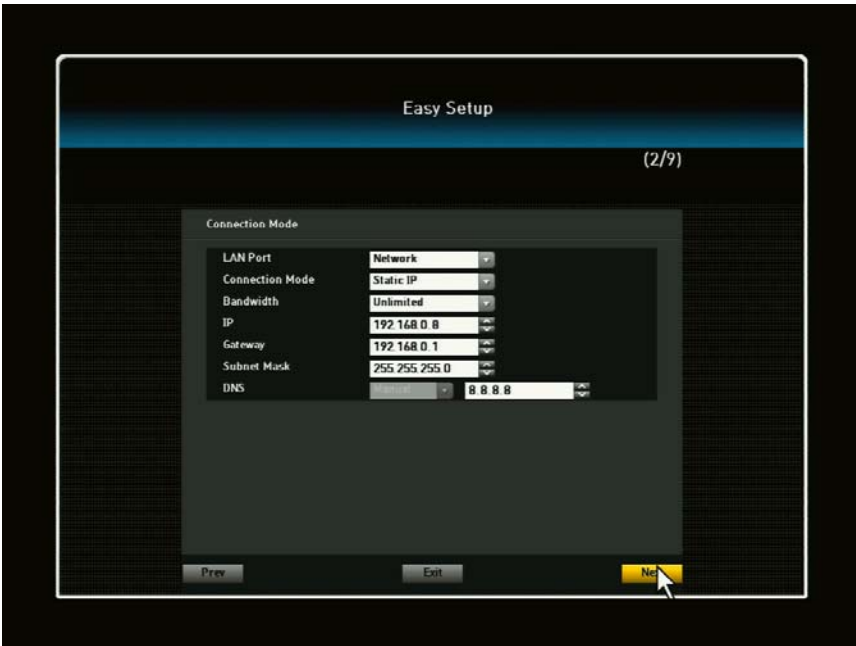 Easy Setup
(2/9)
Connection Mode
LAN Port Network
Connection Mode Static IP
Bandwidth Unlimited
IP 192.168.0.8
Gateway 192.168.0.1
Subnet Mask 255.255.255.0
DNS Manual 8.8.8.8
Prev Exit Ne